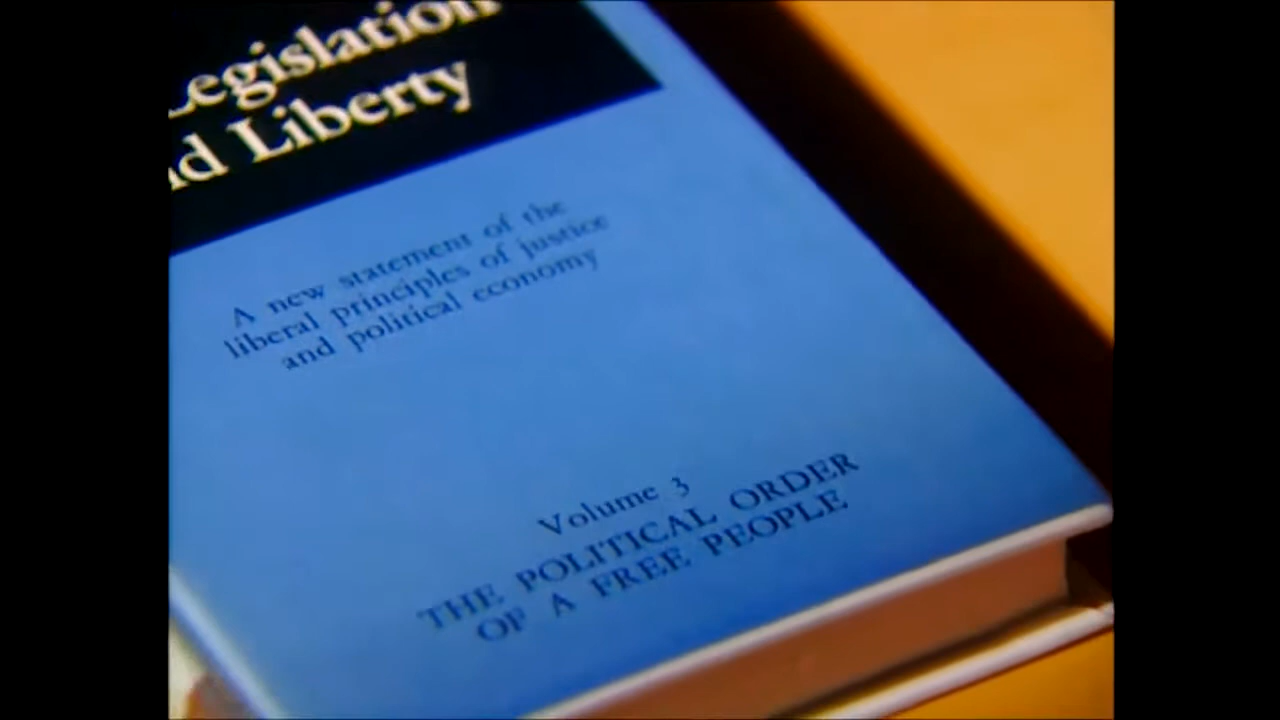 Legislation
nd Liberty
A new statement of the
liberal principles of justice
and political economy
Volume 3
THE POLITICAL ORDER
OF A FREE PEOPLE